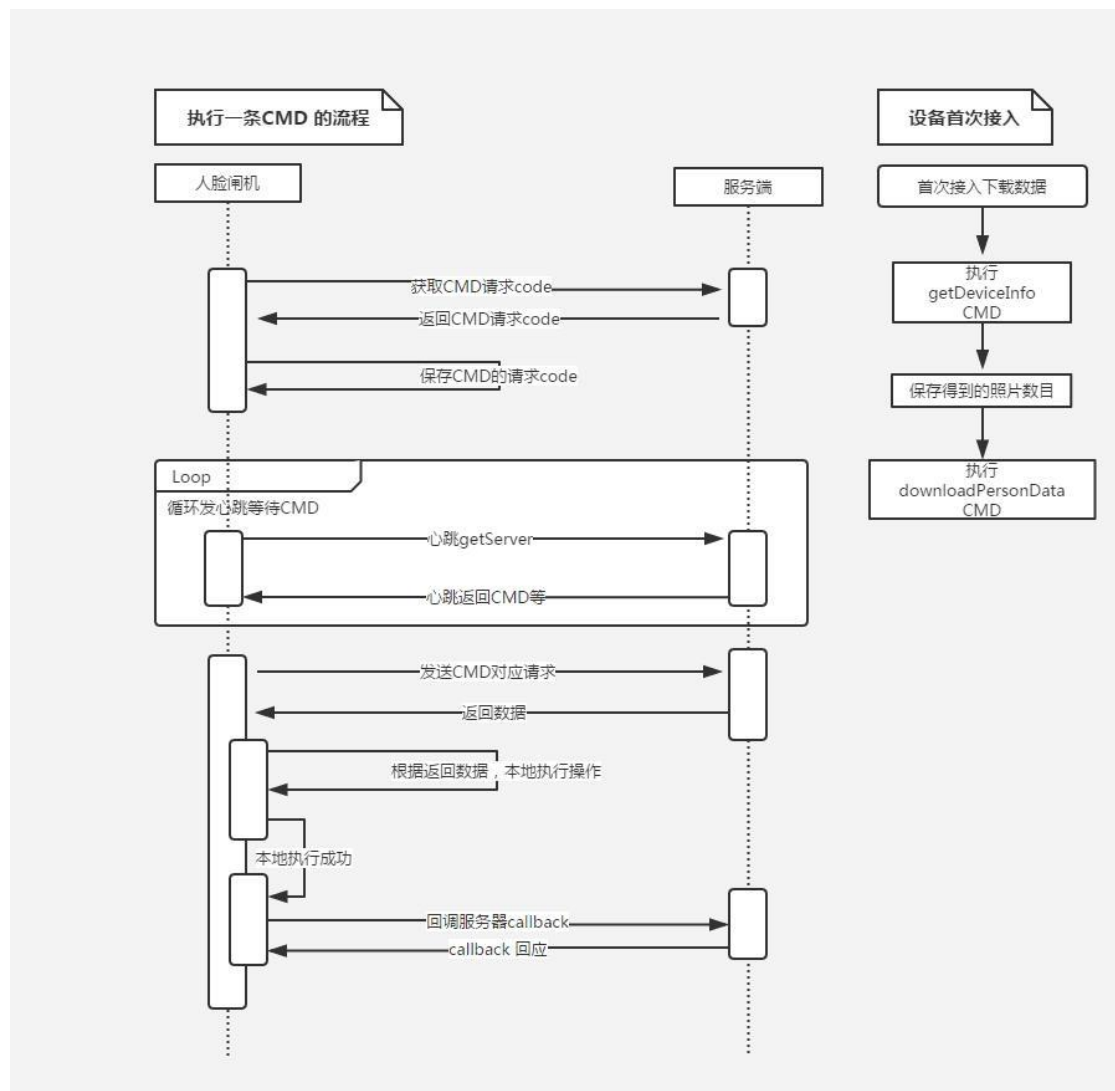 执行一条CMD 的流程
人脸闸机
服务端
获取CMD请求code
返回CMD请求code
保存CMD的请求code
Loop
循环发心跳等待CMD
心跳getServer
心跳返回CMD等
发送CMD对应请求
返回数据
根据返回数据，本地执行操作
本地执行成功
回调服务器callback
callback 回应
设备首次接入
首次接入下载数据
执行
getDeviceInfo
CMD
保存得到的照片数目
执行
downloadPersonData
CMD